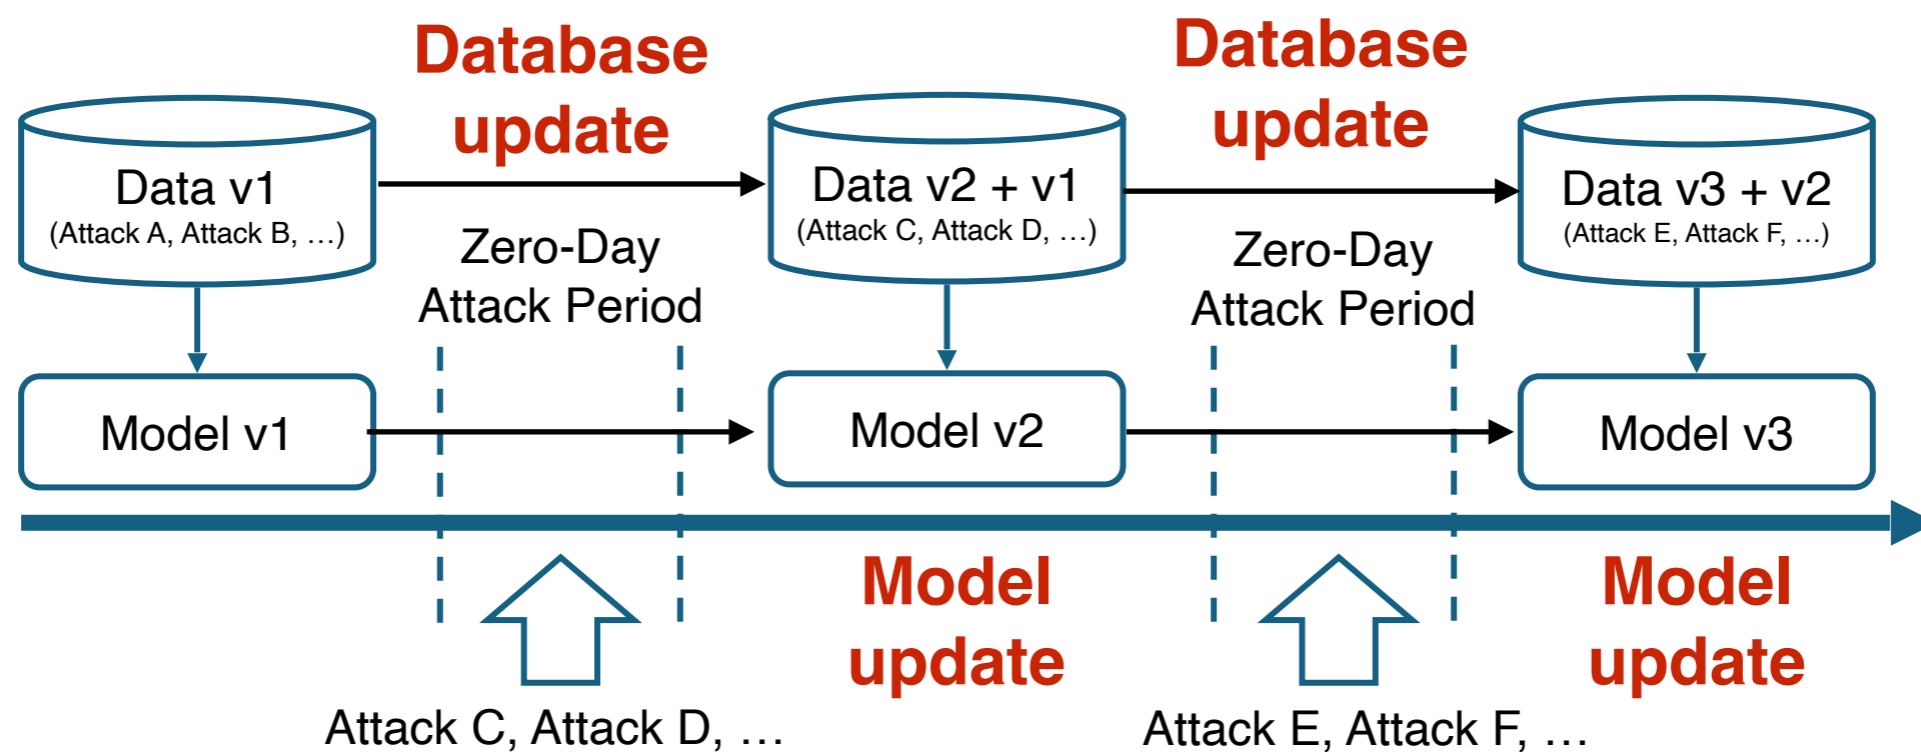 Database
update
Database
update
Data v1
(Attack A, Attack B, …)
Data v2 + v1
(Attack C, Attack D, …)
Data v3 + v2
(Attack E, Attack F, …)
Zero-Day
Attack Period
Zero-Day
Attack Period
Model v1
Model v2
Model v3
Model
update
Model
update
Attack C, Attack D, …
Attack E, Attack F, …